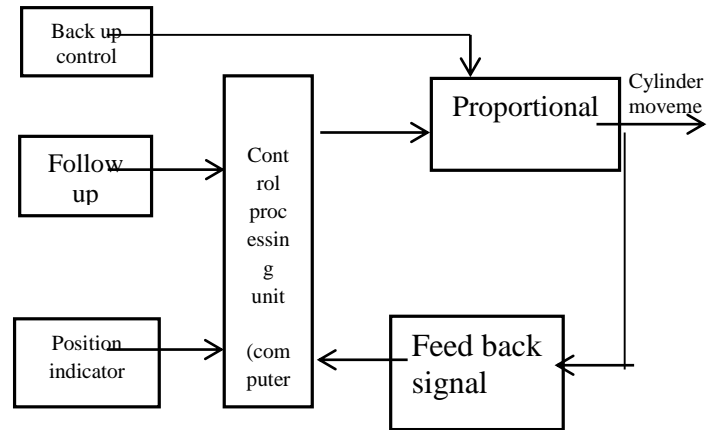 Back up
control
Cylinder
moveme
Proportional
Follow
up
Cont
rol
proc
essin
g
unit
(com
puter
Position
indicator
Feed back
signal